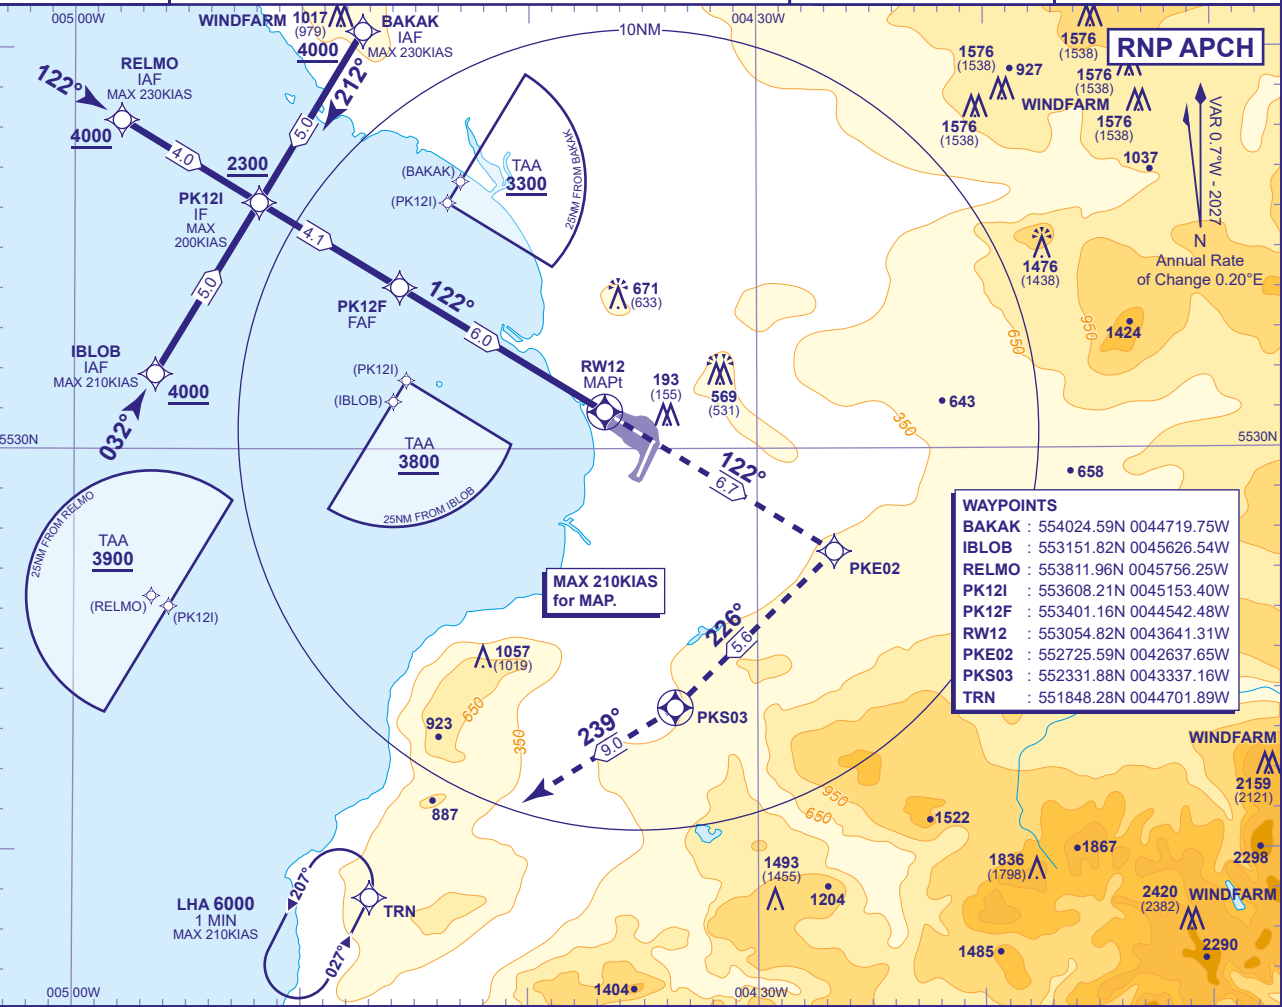 005 00'W
004 30'W
WINDFARM 1017
(979)
BAKAK
IAF
MAX 230KIAS
4000
10NM
1576
(1538)
RNP APCH
RELMO
IAF
MAX 230KIAS
122°
4000
212°
1576
(1538)
927
1576
(1538)
WINDFARM
1576
(1538)
1576
(1538)
1037
VAR 0.7°W - 2027
N
Annual Rate
of Change 0.20°E
5.0
4.0
2300
PK12I
IF
MAX
200KIAS
(BAKAK)
(PK12I)
TAA
3300
25NM FROM BAKAK
4.1
1476
(1438)
5.0
671
(633)
122°
PK12F
FAF
6.0
650
950
1424
IBLOB
IAF
MAX 210KIAS
4000
032°
(PK12I)
(IBLOB)
RW12
MAPt
193
(155)
569
(531)
643
350
TAA
3800
25NM FROM IBLOB
5530N
5530N
122°
6.7
658
25NM FROM RELMO
TAA
3900
(RELMO)
(PK12I)
WAYPOINTS
BAKAK : 554024.59N 0044719.75W
IBLOB : 553151.82N 0045626.54W
RELMO : 553811.96N 0045756.25W
PK12I : 553608.21N 0045153.40W
PK12F : 553401.16N 0044542.48W
RW12 : 553054.82N 0043641.31W
PKE02 : 552725.59N 0042637.65W
PKS03 : 552331.88N 0043337.16W
TRN : 551848.28N 0044701.89W
PKE02
MAX 210KIAS
for MAP.
226°
5.6
1057
(1019)
650
923
350
PKS03
239°
9.0
WINDFARM
2159
(2121)
887
950
650
1522
1867
2298
1493
(1455)
1836
(1798)
1204
2420
(2382)
WINDFARM
207°
LHA 6000
1 MIN
MAX 210KIAS
TRN
027°
1485
2290
1404
005 00'W
004 30'W